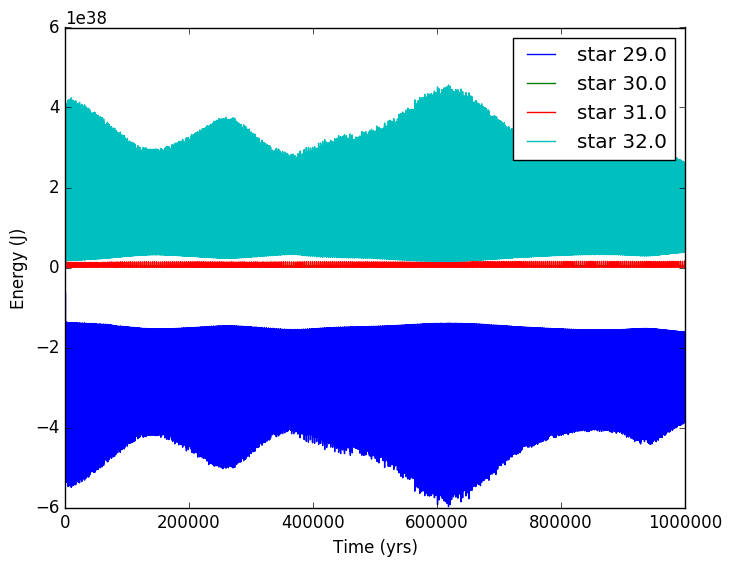 1e38
6
4
2
0
−2
−4
−6
Energy (J)
star 29.0
star 30.0
star 31.0
star 32.0
0 200000 400000 600000 800000 1000000
Time (yrs)